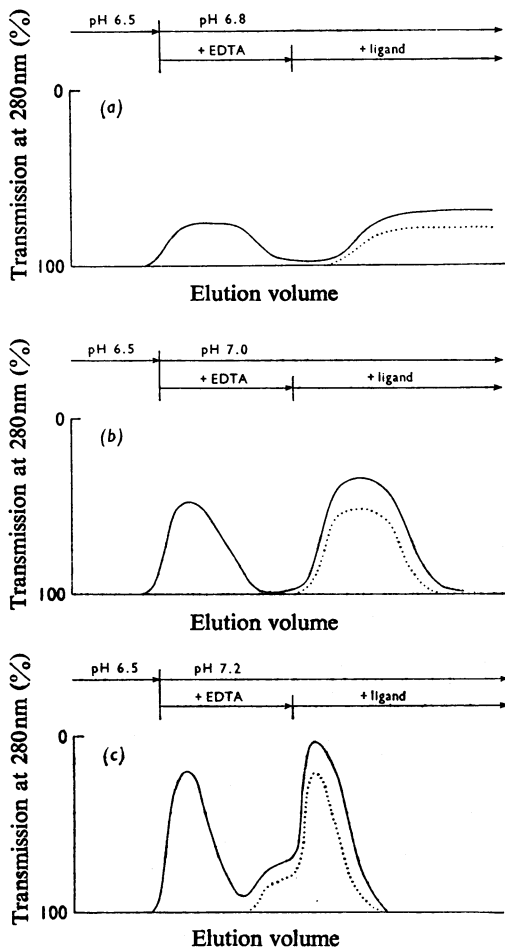 pH 6.5 pH 6.8
+ EDTA + ligand
Transmission at 280nm (%)
0
(a)
100
Elution volume
pH 6.5 pH 7.0
+ EDTA + ligand
Transmission at 280nm (%)
0
(b)
100
Elution volume
pH 6.5 pH 7.2
+ EDTA +ligand
Transmission at 280nm (%)
0
(c)
100
Elution volume